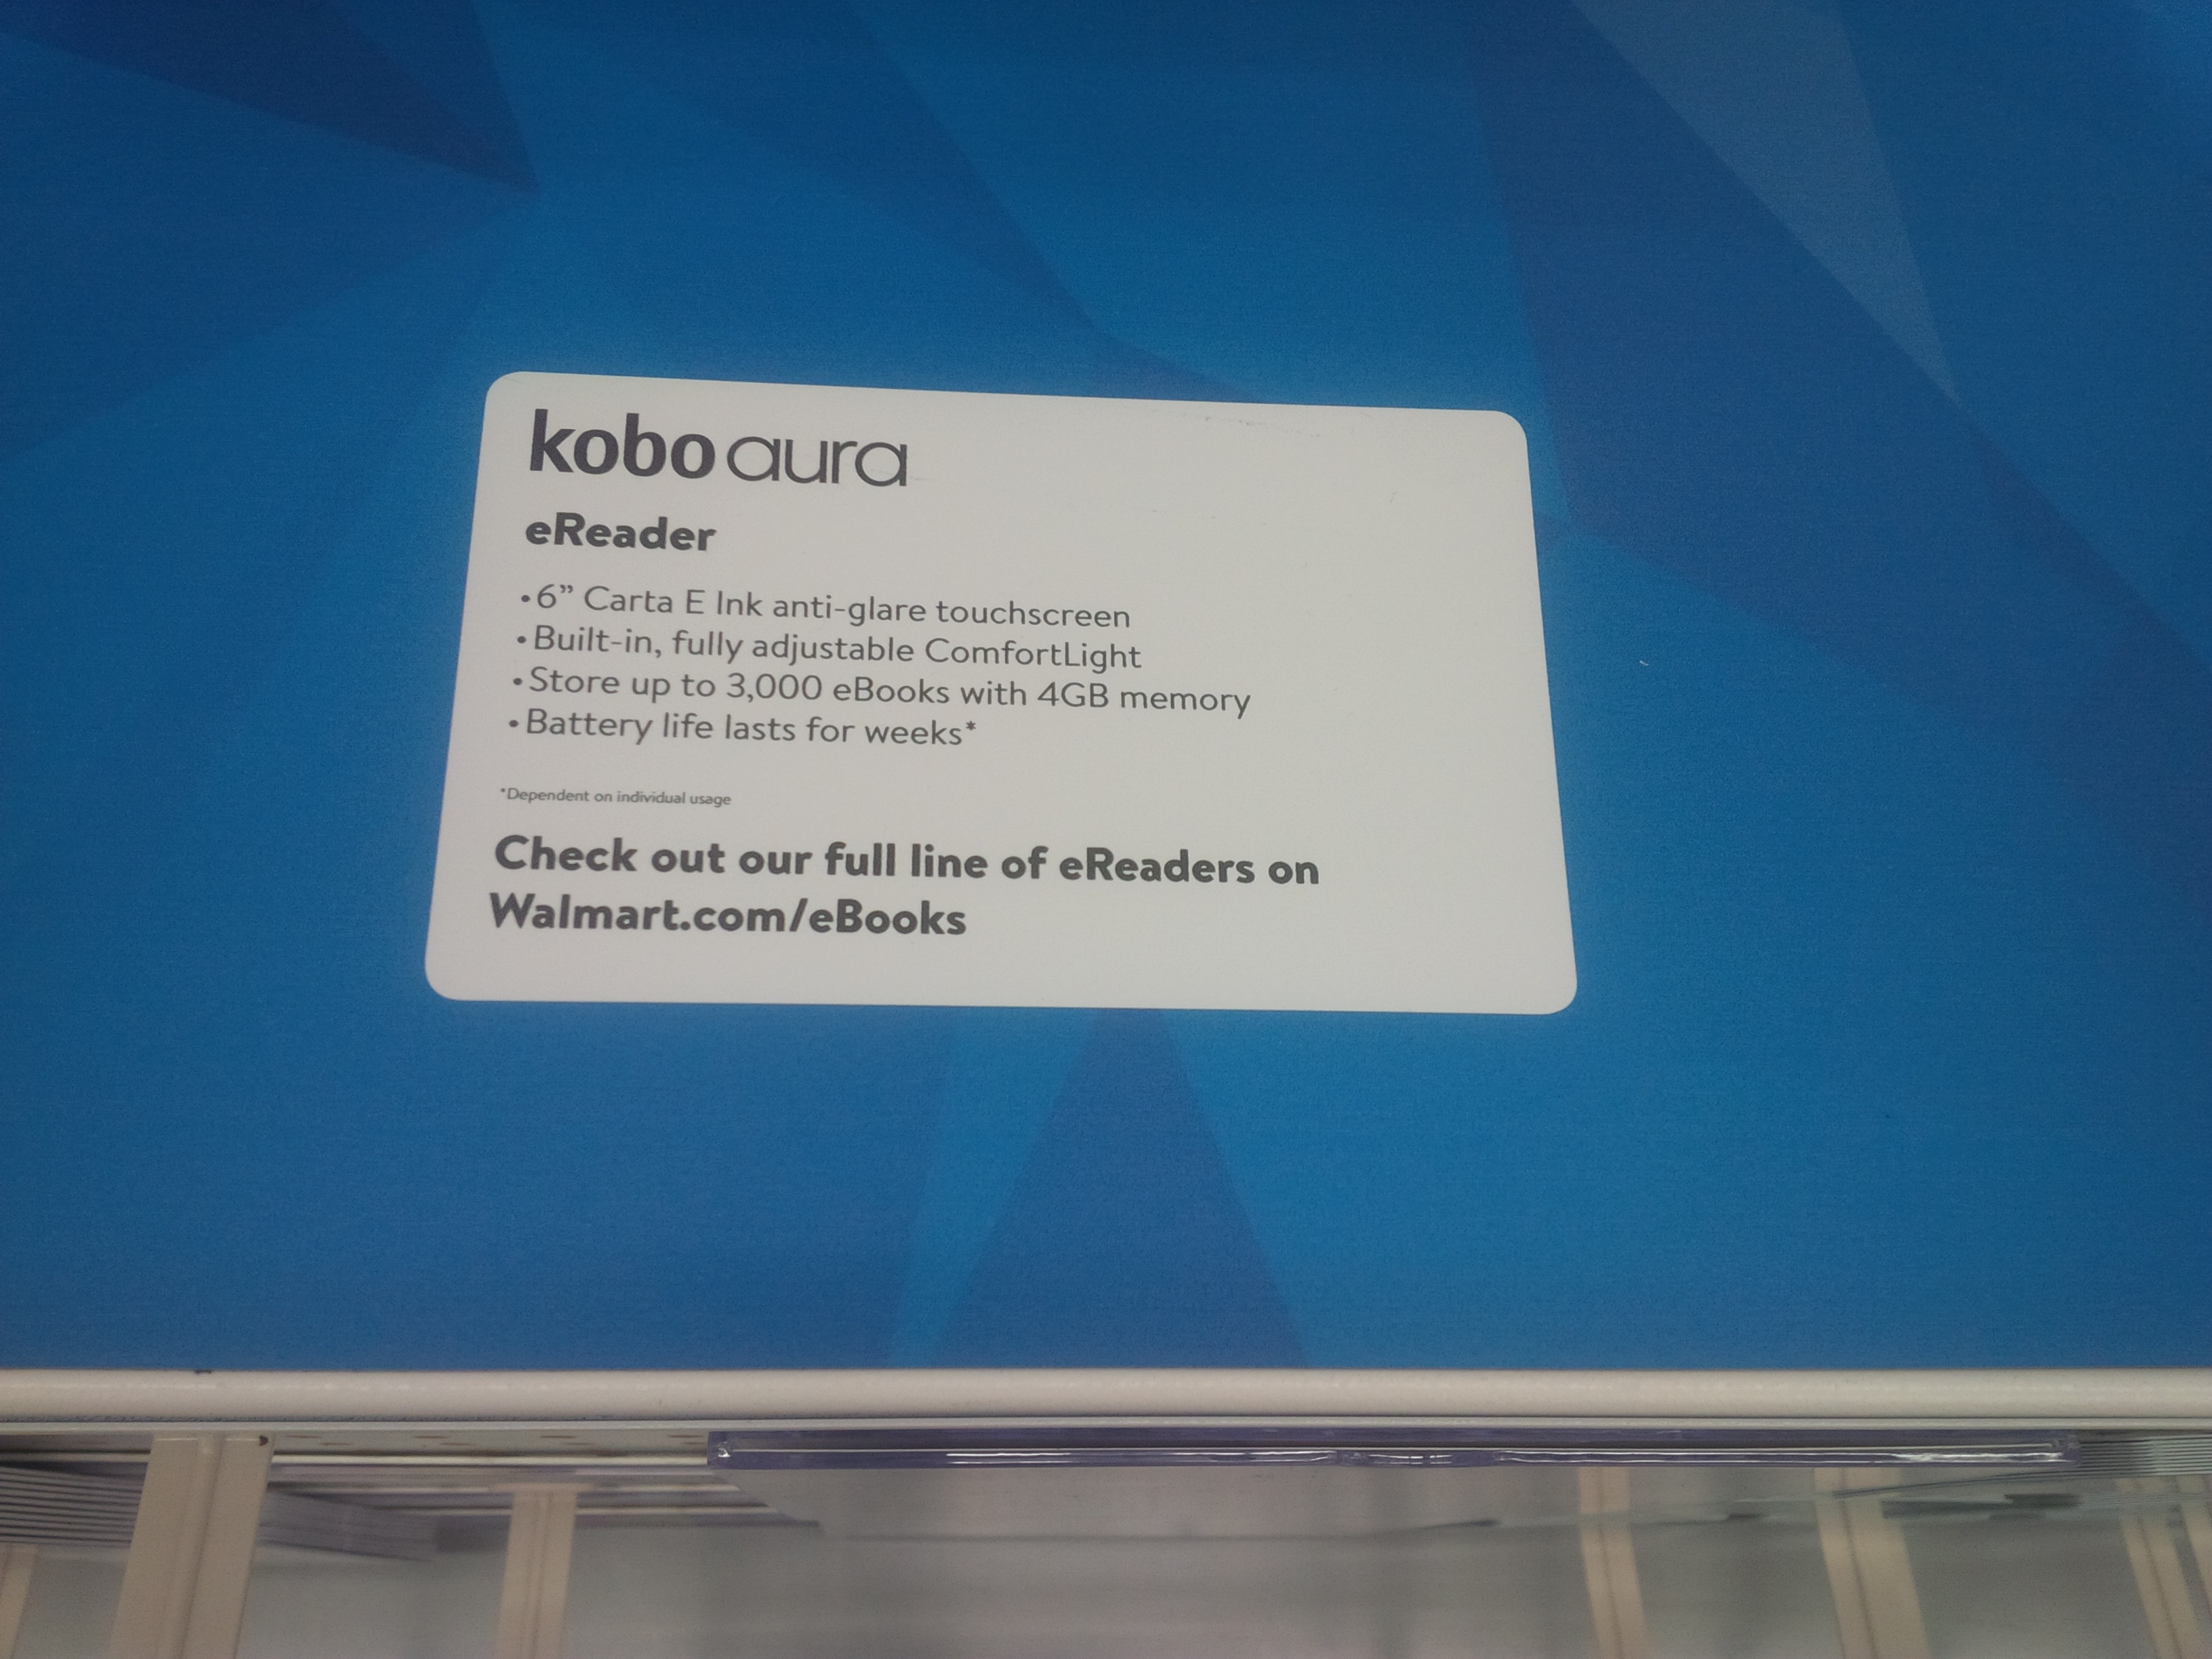 kobo aura
eReader
•6” Carta E Ink anti-glare touchscreen
•Built-in, fully adjustable ComfortLight
•Store up to 3,000 eBooks with 4GB memory
•Battery life lasts for weeks*
*Dependent on individual usage
Check out our full line of eReaders on
Walmart.com/eBooks